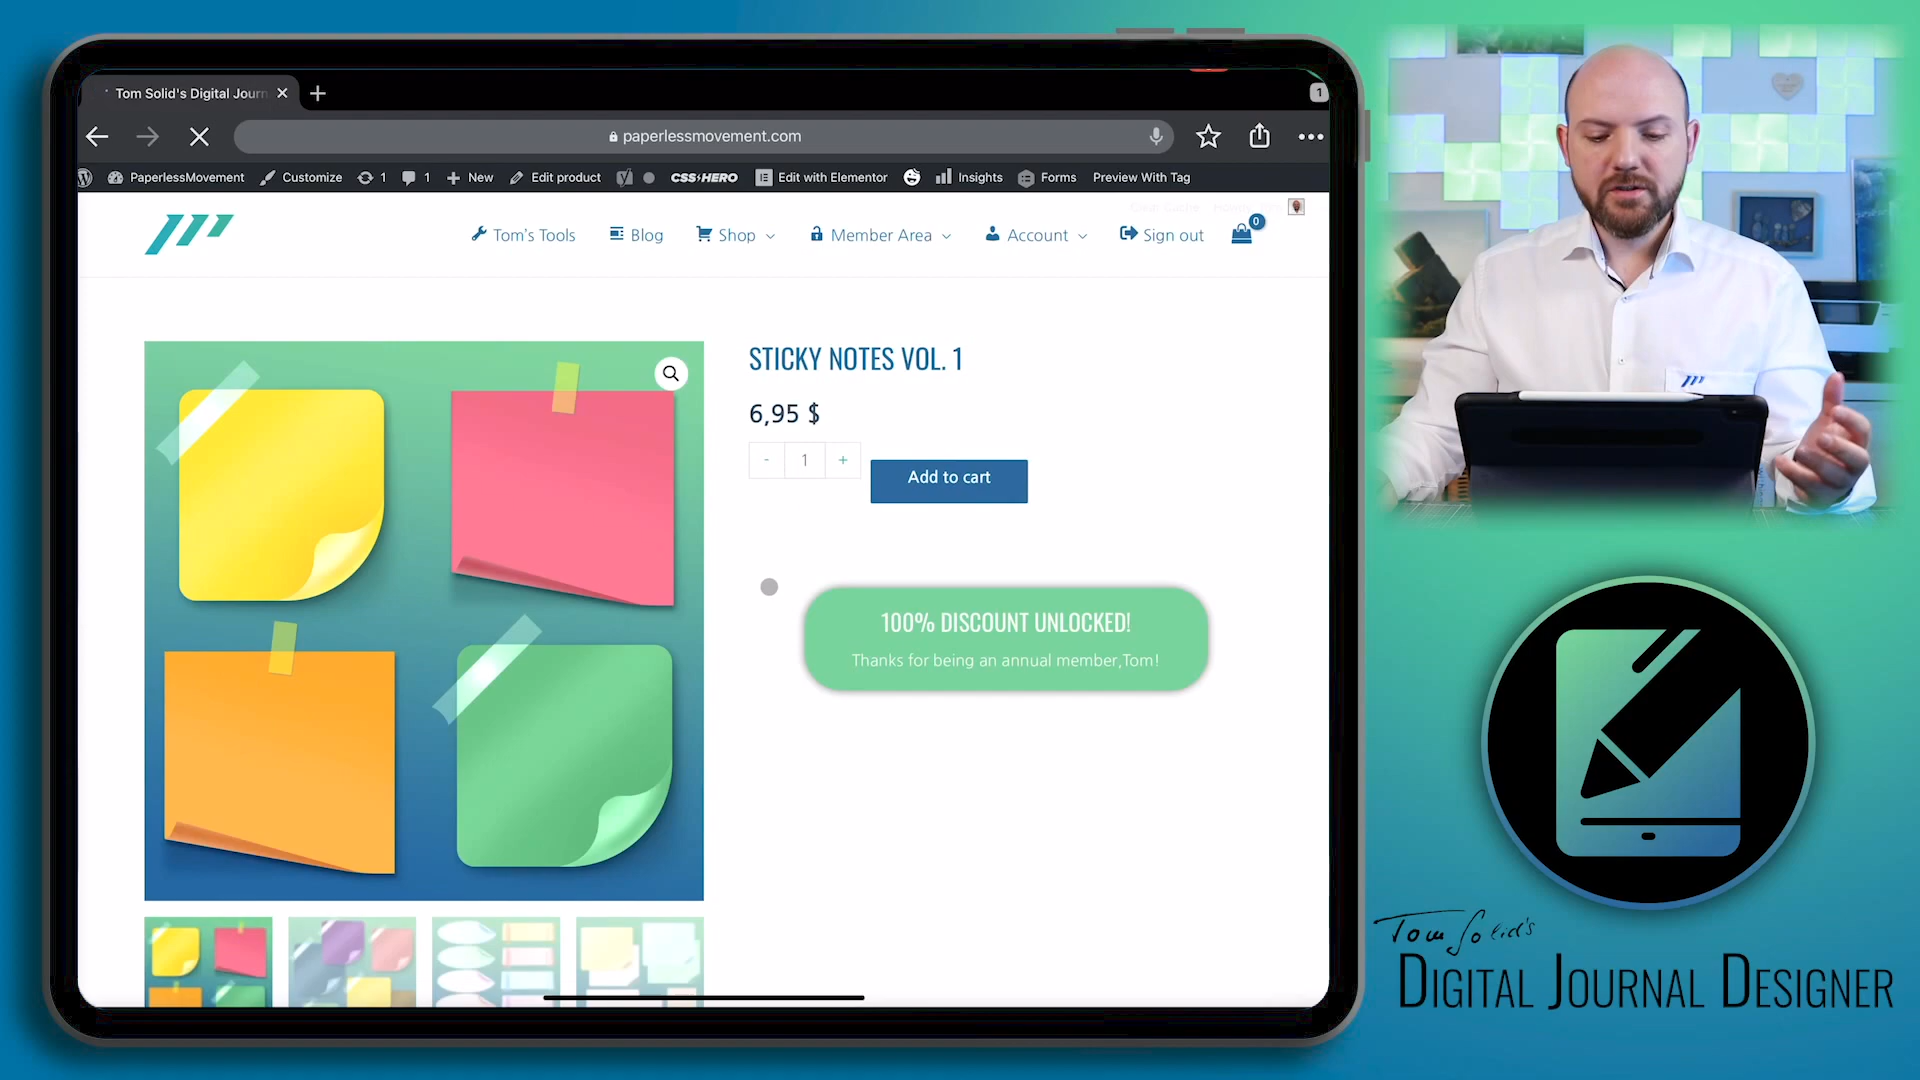 Tom Solid's Digital Journ
1
paperlessmovement.com
PaperlessMovement Customize 1 1 New Edit product CSS HERO Edit with Elementor Insights Forms Preview With Tag
Tom's Tools Blog Shop Member Area Account Sign out 0
STICKY NOTES VOL. 1
6,95 $
- 1 + Add to cart
100% DISCOUNT UNLOCKED!
Thanks for being an annual member,Tom!
Tom Solid's
DIGITAL JOURNAL DESIGNER